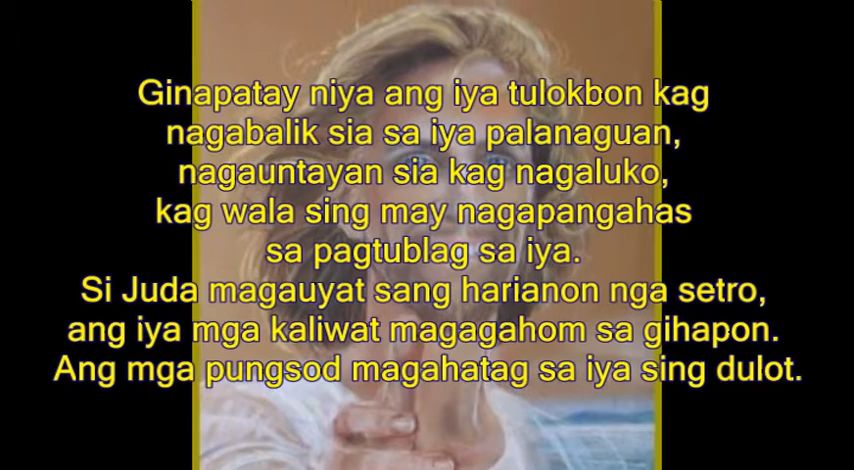 Ginapatay niya ang iya tulokbon kag
nagabalik sia sa iya palanaguan,
nagauntayan sia kag nagaluko,
kag wala sing may nagapangahas
sa pagtublag sa iya.
Si Juda magauyat sang harianon nga setro,
ang iya mga kaliwat magagahom sa gihapon.
Ang mga pungsod magahatag sa iya sing dulot.